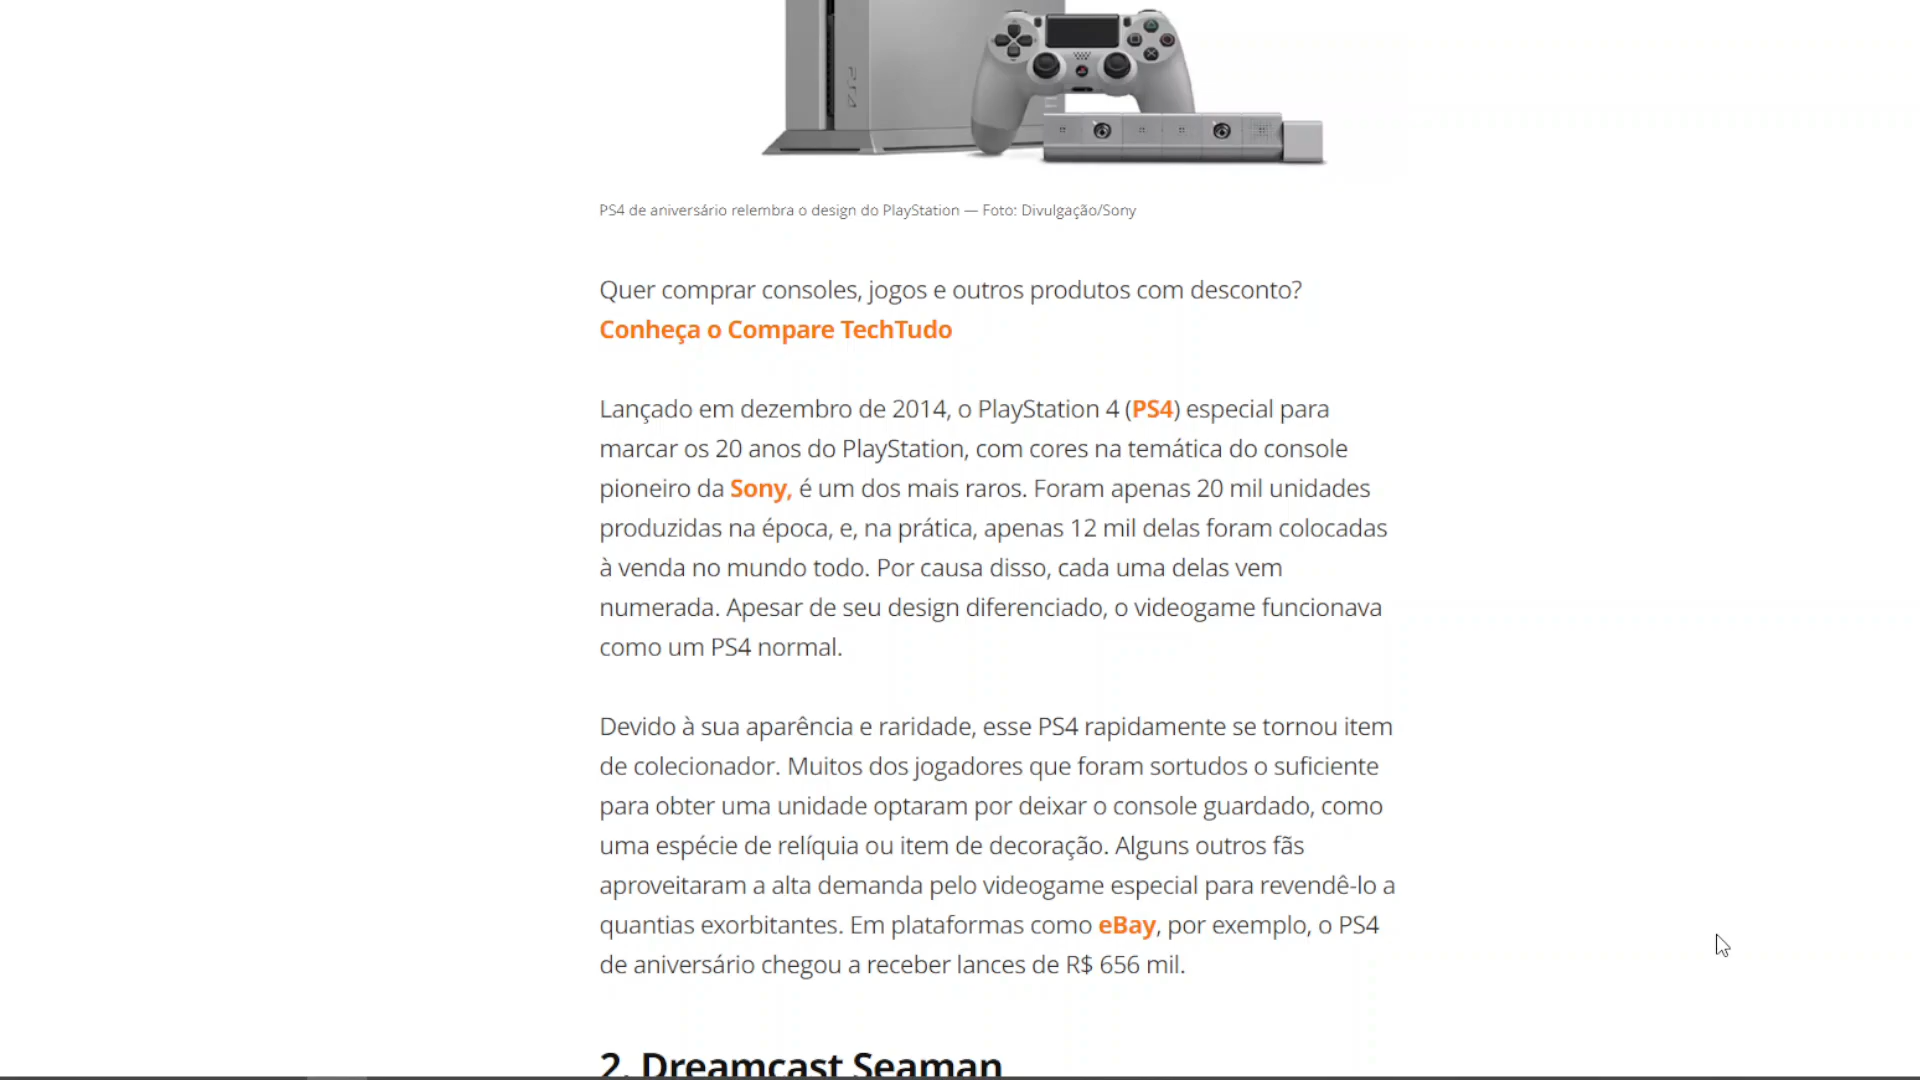 PS4
PS4 de aniversário relembra o design do PlayStation — Foto: Divulgação/Sony
Quer comprar consoles, jogos e outros produtos com desconto?
Conheça o Compare TechTudo
Lançado em dezembro de 2014, o PlayStation 4 (PS4) especial para
marcar os 20 anos do PlayStation, com cores na temática do console
pioneiro da Sony, é um dos mais raros. Foram apenas 20 mil unidades
produzidas na época, e, na prática, apenas 12 mil delas foram colocadas
à venda no mundo todo. Por causa disso, cada uma delas vem
numerada. Apesar de seu design diferenciado, o videogame funcionava
como um PS4 normal.
Devido à sua aparência e raridade, esse PS4 rapidamente se tornou item
de colecionador. Muitos dos jogadores que foram sortudos o suficiente
para obter uma unidade optaram por deixar o console guardado, como
uma espécie de relíquia ou item de decoração. Alguns outros fãs
aproveitaram a alta demanda pelo videogame especial para revendê-lo a
quantias exorbitantes. Em plataformas como eBay, por exemplo, o PS4
de aniversário chegou a receber lances de R$ 656 mil.
2. Dreamcast Seaman